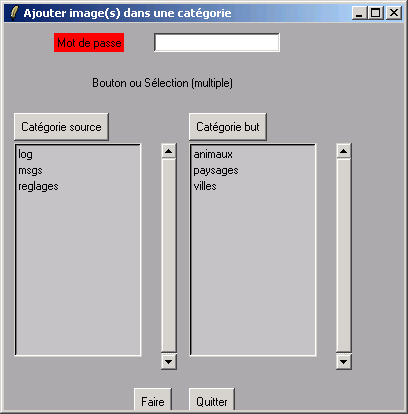 Ajouter image(s) dans une catégorie
Mot de passe
Bouton ou Sélection (multiple)
Catégorie source Catégorie but
log animaux
msgs paysages
reglages villes
Faire Quitter